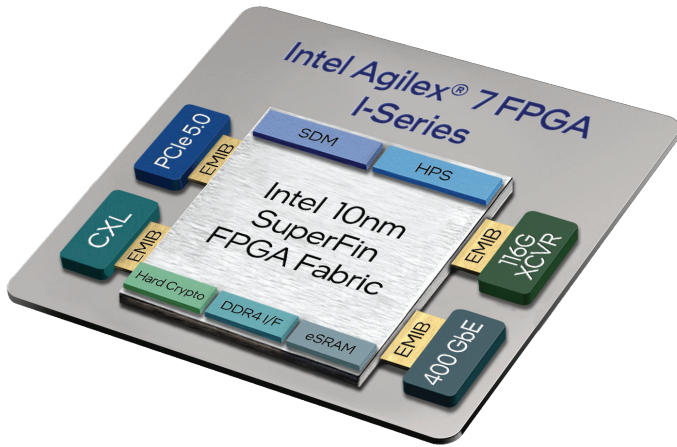 Intel Agilex® 7 FPGA
I-Series
PCIe 5.0
EMIB
SDM
HPS
CXL
EMIB
Intel 10nm
SuperFin
FPGA Fabric
EMIB
116G
XCVR
Hard Crypto
DDR4 I/F
eSRAM
EMIB
400 GbE